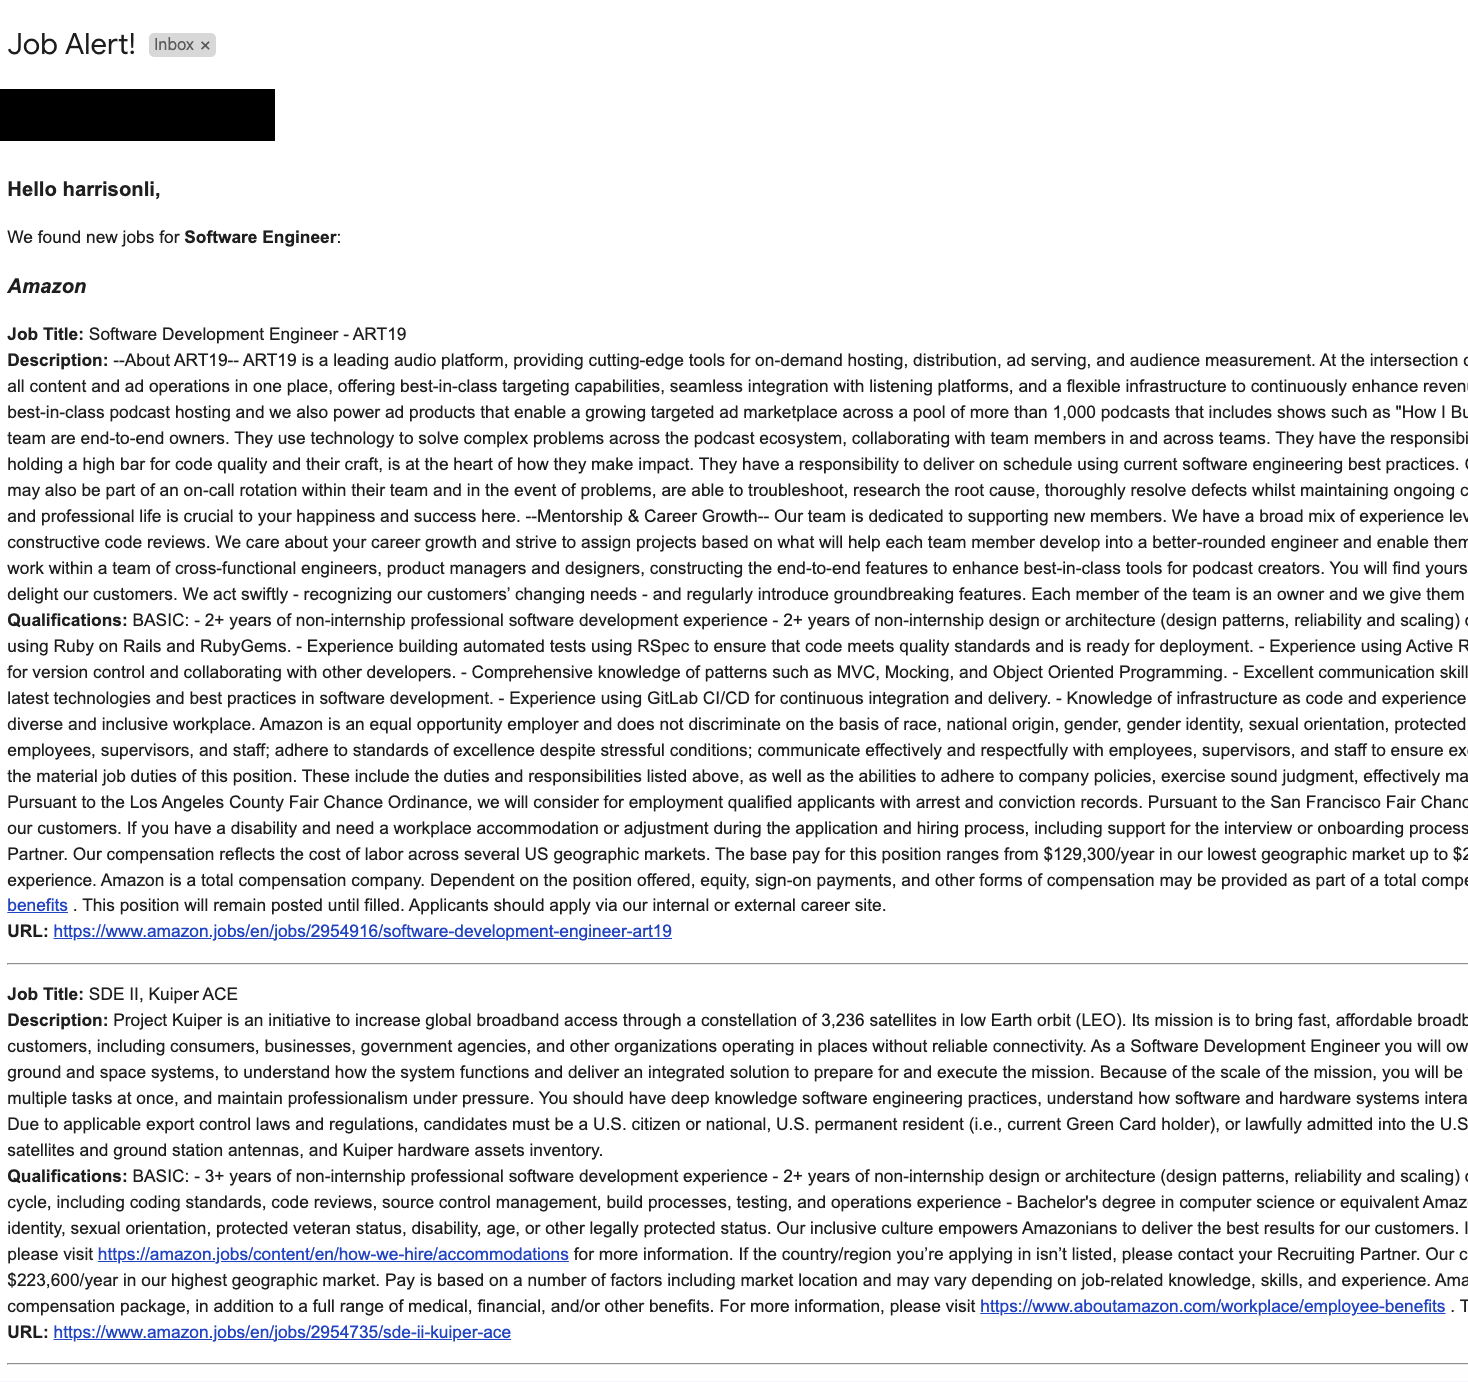 Job Alert! Inbox ×
Hello harrisonli,
We found new jobs for Software Engineer:
Amazon
Job Title: Software Development Engineer - ART19
Description: --About ART19-- ART19 is a leading audio platform, providing cutting-edge tools for on-demand hosting, distribution, ad serving, and audience measurement. At the intersection
all content and ad operations in one place, offering best-in-class targeting capabilities, seamless integration with listening platforms, and a flexible infrastructure to continuously enhance
best-in-class podcast hosting and we also power ad products that enable a growing targeted ad marketplace across a pool of more than 1,000 podcasts that includes shows such as "How I
team are end-to-end owners. They use technology to solve complex problems across the podcast ecosystem, collaborating with team members in and across teams. They have the
holding a high bar for code quality and their craft, is at the heart of how they make impact. They have a responsibility to deliver on schedule using current software engineering best practices.
may also be part of an on-call rotation within their team and in the event of problems, are able to troubleshoot, research the root cause, thoroughly resolve defects whilst maintaining ongoing
and professional life is crucial to your happiness and success here. --Mentorship & Career Growth-- Our team is dedicated to supporting new members. We have a broad mix of experience
constructive code reviews. We care about your career growth and strive to assign projects based on what will help each team member develop into a better-rounded engineer and enable them
work within a team of cross-functional engineers, product managers and designers, constructing the end-to-end features to enhance best-in-class tools for podcast creators. You will find
delight our customers. We act swiftly - recognizing our customers’ changing needs - and regularly introduce groundbreaking features. Each member of the team is an owner and we give them
Qualifications: BASIC: - 2+ years of non-internship professional software development experience - 2+ years of non-internship design or architecture (design patterns, reliability and scaling)
using Ruby on Rails and RubyGems. - Experience building automated tests using RSpec to ensure that code meets quality standards and is ready for deployment. - Experience using Active
for version control and collaborating with other developers. - Comprehensive knowledge of patterns such as MVC, Mocking, and Object Oriented Programming. - Excellent communication
latest technologies and best practices in software development. - Experience using GitLab CI/CD for continuous integration and delivery. - Knowledge of infrastructure as code and experience
diverse and inclusive workplace. Amazon is an equal opportunity employer and does not discriminate on the basis of race, national origin, gender, gender identity, sexual orientation, protected
employees, supervisors, and staff; adhere to standards of excellence despite stressful conditions; communicate effectively and respectfully with employees, supervisors, and staff to ensure
the material job duties of this position. These include the duties and responsibilities listed above, as well as the abilities to adhere to company policies, exercise sound judgment, effectively
Pursuant to the Los Angeles County Fair Chance Ordinance, we will consider for employment qualified applicants with arrest and conviction records. Pursuant to the San Francisco Fair
our customers. If you have a disability and need a workplace accommodation or adjustment during the application and hiring process, including support for the interview or onboarding process
Partner. Our compensation reflects the cost of labor across several US geographic markets. The base pay for this position ranges from $129,300/year in our lowest geographic market up to
experience. Amazon is a total compensation company. Dependent on the position offered, equity, sign-on payments, and other forms of compensation may be provided as part of a total
benefits . This position will remain posted until filled. Applicants should apply via our internal or external career site.
URL: https://www.amazon.jobs/en/jobs/2954916/software-development-engineer-art19
Job Title: SDE II, Kuiper ACE
Description: Project Kuiper is an initiative to increase global broadband access through a constellation of 3,236 satellites in low Earth orbit (LEO). Its mission is to bring fast, affordable
customers, including consumers, businesses, government agencies, and other organizations operating in places without reliable connectivity. As a Software Development Engineer you will
ground and space systems, to understand how the system functions and deliver an integrated solution to prepare for and execute the mission. Because of the scale of the mission, you will be
multiple tasks at once, and maintain professionalism under pressure. You should have deep knowledge software engineering practices, understand how software and hardware systems
Due to applicable export control laws and regulations, candidates must be a U.S. citizen or national, U.S. permanent resident (i.e., current Green Card holder), or lawfully admitted into the U.S
satellites and ground station antennas, and Kuiper hardware assets inventory.
Qualifications: BASIC: - 3+ years of non-internship professional software development experience - 2+ years of non-internship design or architecture (design patterns, reliability and scaling)
cycle, including coding standards, code reviews, source control management, build processes, testing, and operations experience - Bachelor's degree in computer science or equivalent
identity, sexual orientation, protected veteran status, disability, age, or other legally protected status. Our inclusive culture empowers Amazonians to deliver the best results for our customers.
please visit https://amazon.jobs/content/en/how-we-hire/accommodations for more information. If the country/region you’re applying in isn’t listed, please contact your Recruiting Partner. Our
$223,600/year in our highest geographic market. Pay is based on a number of factors including market location and may vary depending on job-related knowledge, skills, and experience.
compensation package, in addition to a full range of medical, financial, and/or other benefits. For more information, please visit https://www.aboutamazon.com/workplace/employee-benefits .
URL: https://www.amazon.jobs/en/jobs/2954735/sde-ii-kuiper-ace